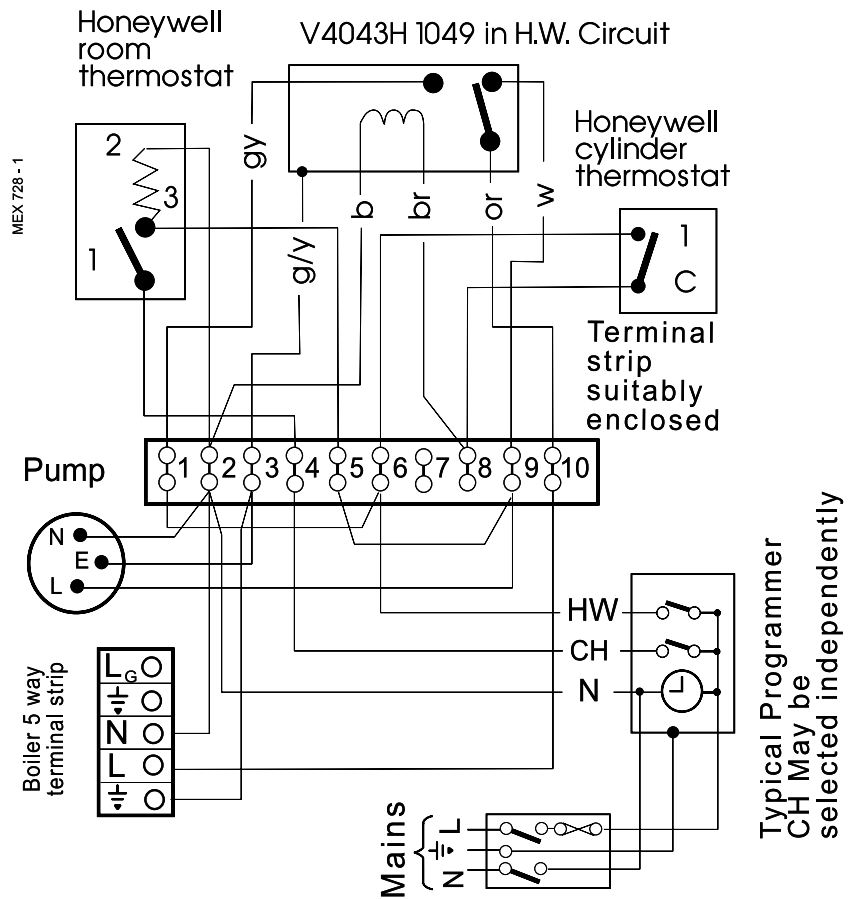 Honeywell
room
thermostat
V4043H 1049 in H.W. Circuit
MEX 728 - 1
2
3
1
gy
g/y
b
br
or
w
Honeywell
cylinder
thermostat
1
C
Terminal
strip
suitably
enclosed
Pump
1 2 3 4 5 6 7 8 9 10
N
E
L
HW
CH
N
Boiler 5 way
terminal strip
LG
N
L
Typical Programmer
CH May be
selected independently
Mains
L
N